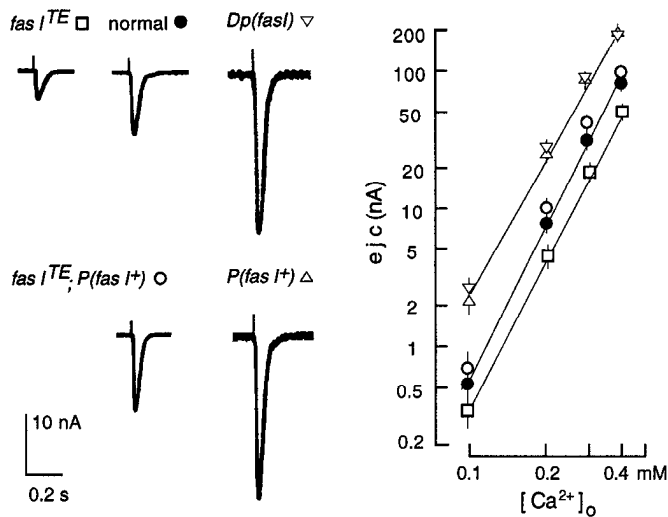 fas I^TE □ normal ● Dp(fasI) ▽
fas I^TE; P(fas I+) ○ P(fas I+) △
10 nA
0.2 s
e j c (nA)
200
100
50
20
10
5
2
1
0.5
0.2
0.1 0.2 0.4 mM
[Ca²⁺]ₒ